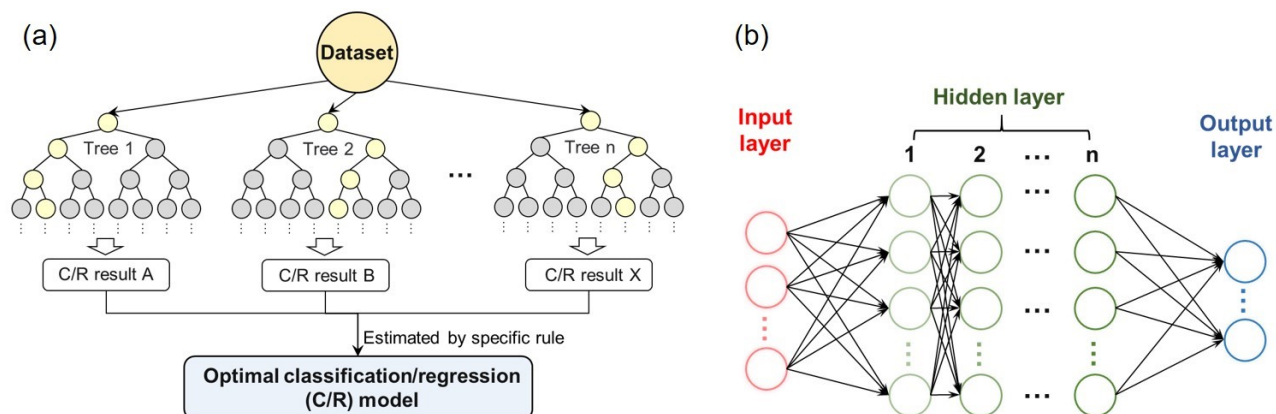 (a)
Dataset
Tree 1
Tree 2
Tree n
...
C/R result A
C/R result B
C/R result X
Estimated by specific rule
Optimal classification/regression
(C/R) model
(b)
Hidden layer
Input
layer
Output
layer
1 2 ... n